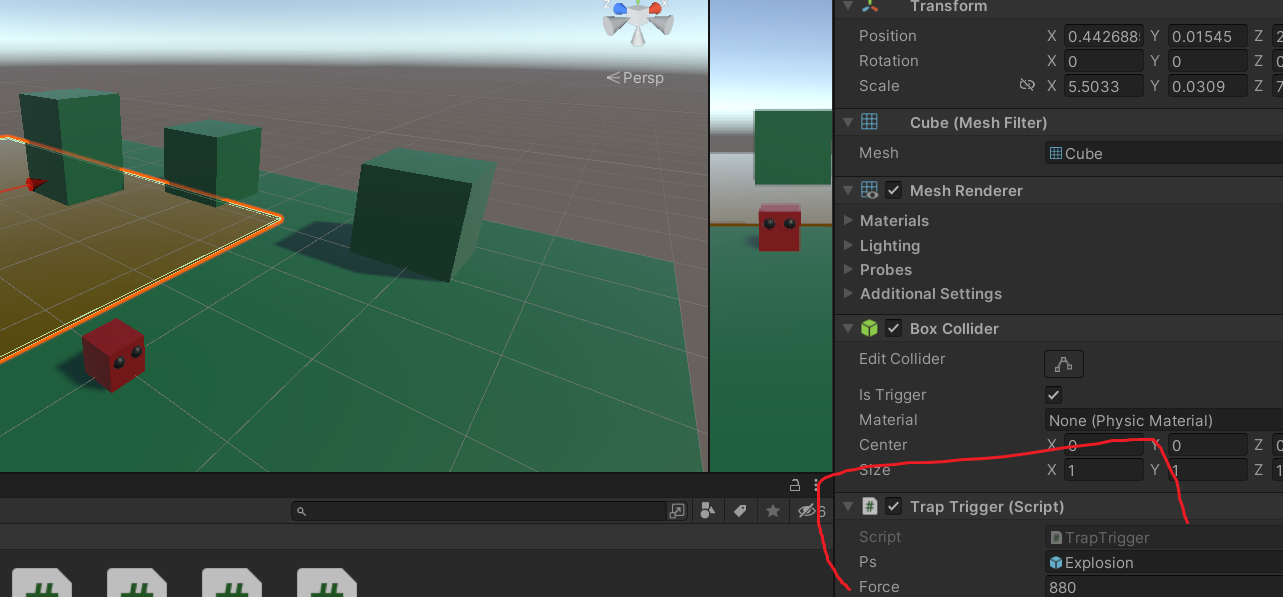 Transform
Position X 0.442688 Y 0.01545 Z 2
Rotation X 0 Y 0 Z 0
Persp
Scale X 5.5033 Y 0.0309 Z 7
Cube (Mesh Filter)
Mesh Cube
Mesh Renderer
Materials
Lighting
Probes
Additional Settings
Box Collider
Edit Collider
Is Trigger
Material None (Physic Material)
Center X 0 Y 0 Z 0
Size X 1 Y 1 Z 1
6
Trap Trigger (Script)
Script # TrapTrigger
Ps Explosion
Force 880
# # # #